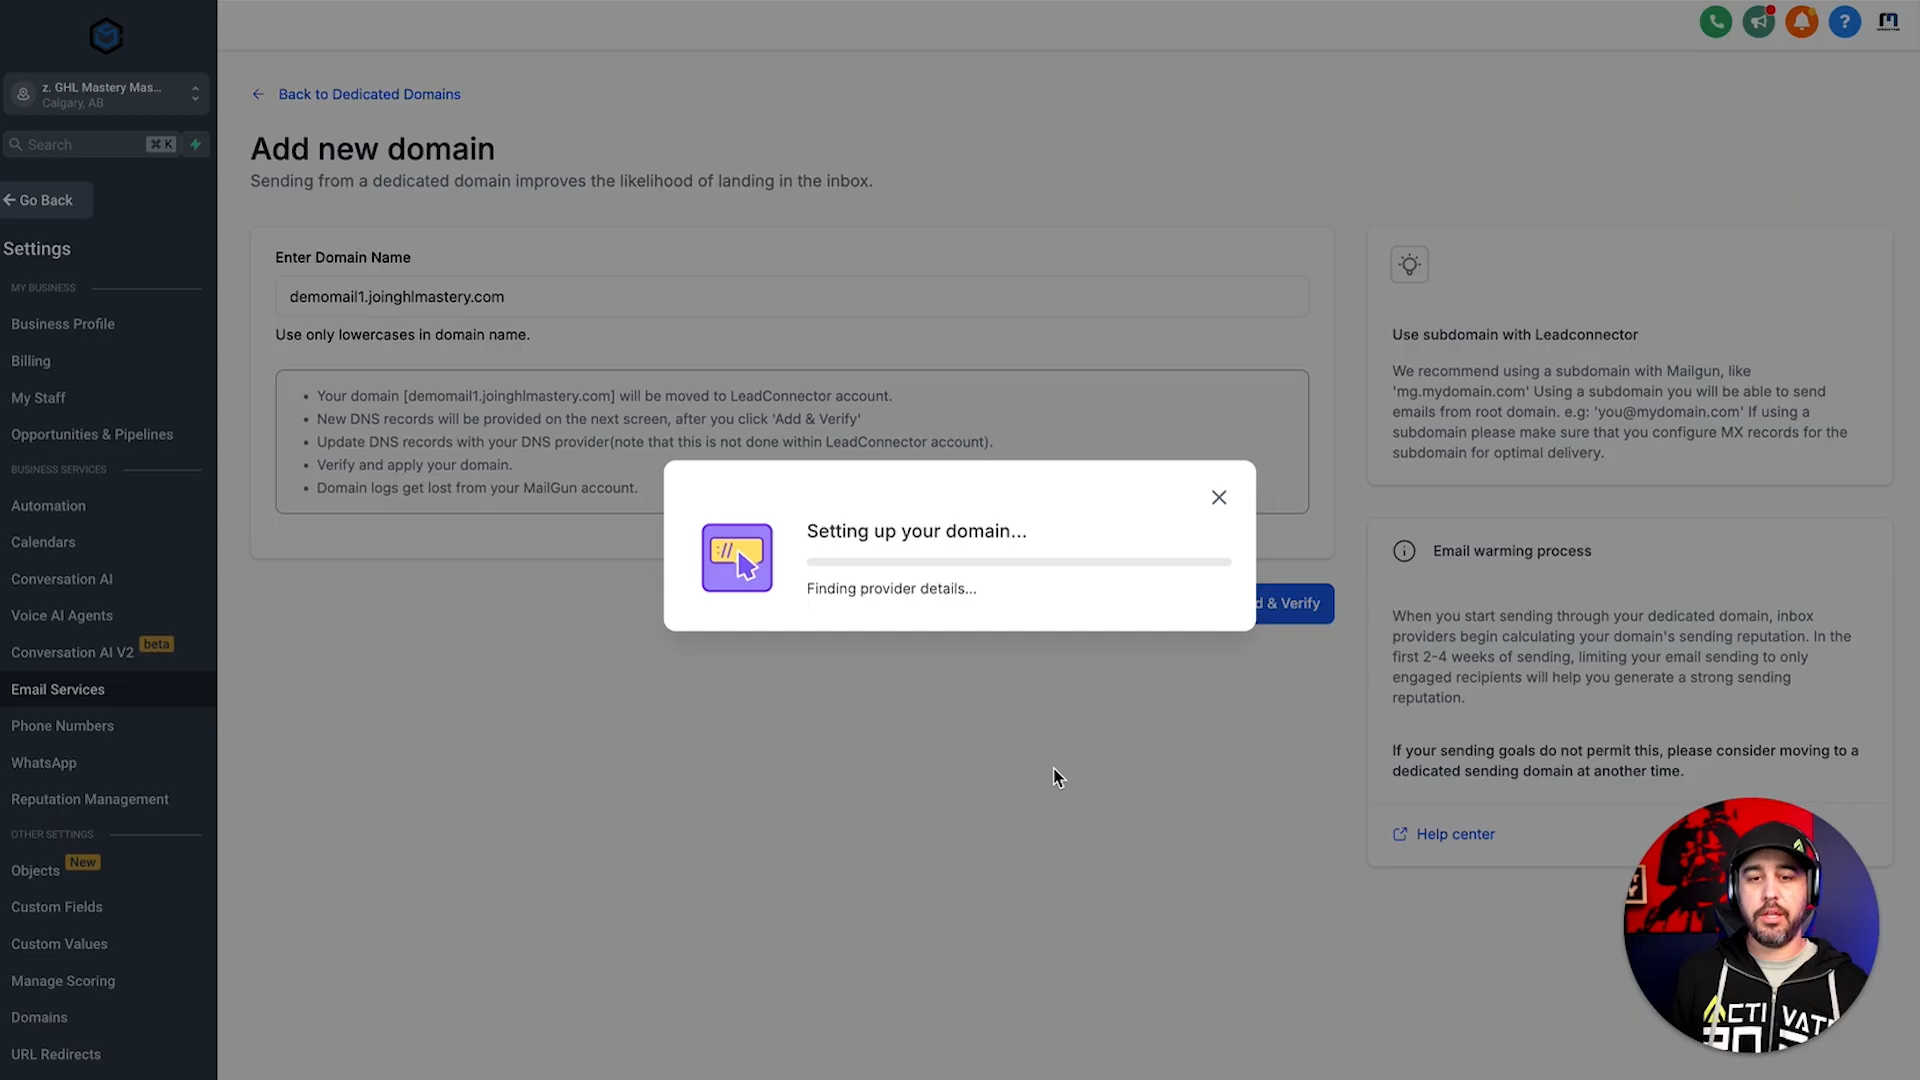 z. GHL Mastery Mas...
Calgary, AB
Search
⌘ K
Go Back
Settings
MY BUSINESS
Business Profile
Billing
My Staff
Opportunities & Pipelines
BUSINESS SERVICES
Automation
Calendars
Conversation AI
Voice AI Agents
Conversation AI V2
beta
Email Services
Phone Numbers
WhatsApp
Reputation Management
OTHER SETTINGS
Objects
New
Custom Fields
Custom Values
Manage Scoring
Domains
URL Redirects
Back to Dedicated Domains
Add new domain
Sending from a dedicated domain improves the likelihood of landing in the inbox.
Enter Domain Name
demomail1.joinghlmastery.com
Use only lowercases in domain name.
• Your domain [demomail1.joinghlmastery.com] will be moved to LeadConnector account.
• New DNS records will be provided on the next screen, after you click 'Add & Verify'
• Update DNS records with your DNS provider(note that this is not done within LeadConnector account).
• Verify and apply your domain.
• Domain logs get lost from your MailGun account.
Setting up your domain...
://
Finding provider details...
d & Verify
Use subdomain with Leadconnector
We recommend using a subdomain with Mailgun, like
'mg.mydomain.com' Using a subdomain you will be able to send
emails from root domain. e.g: 'you@mydomain.com' If using a
subdomain please make sure that you configure MX records for the
subdomain for optimal delivery.
Email warming process
When you start sending through your dedicated domain, inbox
providers begin calculating your domain's sending reputation. In the
first 2-4 weeks of sending, limiting your email sending to only
engaged recipients will help you generate a strong sending
reputation.
If your sending goals do not permit this, please consider moving to a
dedicated sending domain at another time.
Help center